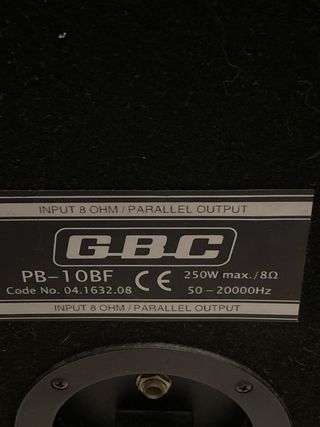 INPUT 8 OHM / PARALLEL OUTPUT
GBC
PB-10BF CE 250W max./8Ω
Code No. 04.1632.08 50-20000Hz
INPUT 8 OHM / PARALLEL OUTPUT